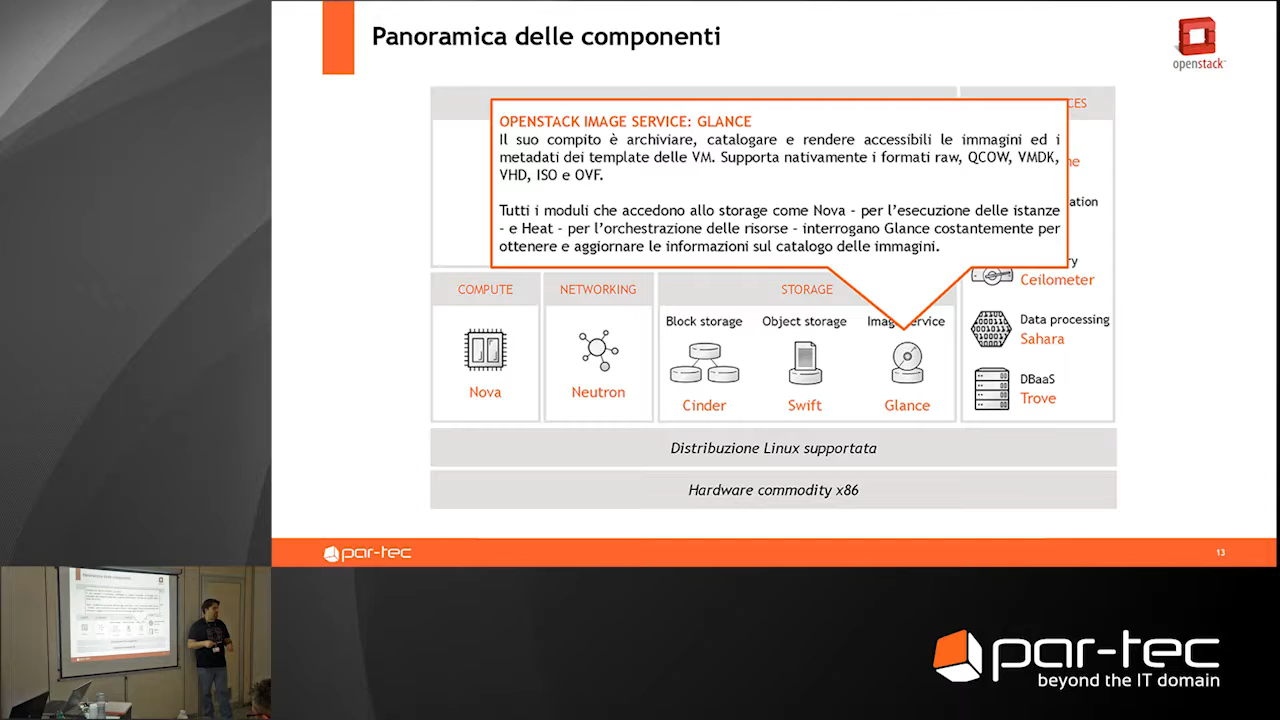 Panoramica delle componenti
openstack
OPENSTACK IMAGE SERVICE: GLANCE
Il suo compito è archiviare, catalogare e rendere accessibili le immagini ed i
metadati dei template delle VM. Supporta nativamente i formati raw, QCOW, VMDK,
VHD, ISO e OVF.
Tutti i moduli che accedono allo storage come Nova - per l’esecuzione delle istanze
- e Heat - per l’orchestrazione delle risorse - interrogano Glance costantemente per
ottenere e aggiornare le informazioni sul catalogo delle immagini.
Ceilometer
Data processing
Sahara
DBaaS
Trove
COMPUTE
Nova
NETWORKING
Neutron
STORAGE
Block storage
Cinder
Object storage
Swift
Glance
Distribuzione Linux supportata
Hardware commodity x86
par-tec
13
par-tec
beyond the IT domain